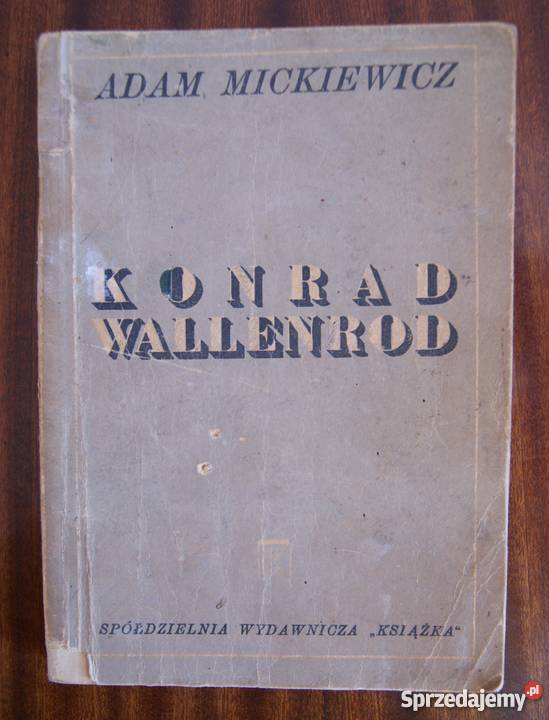 ADAM MICKIEWICZ
KONRAD
WALLENROD
SPÓŁDZIELNIA WYDAWNICZA „KSIĄŻKA“
Sprzedajemy.pl